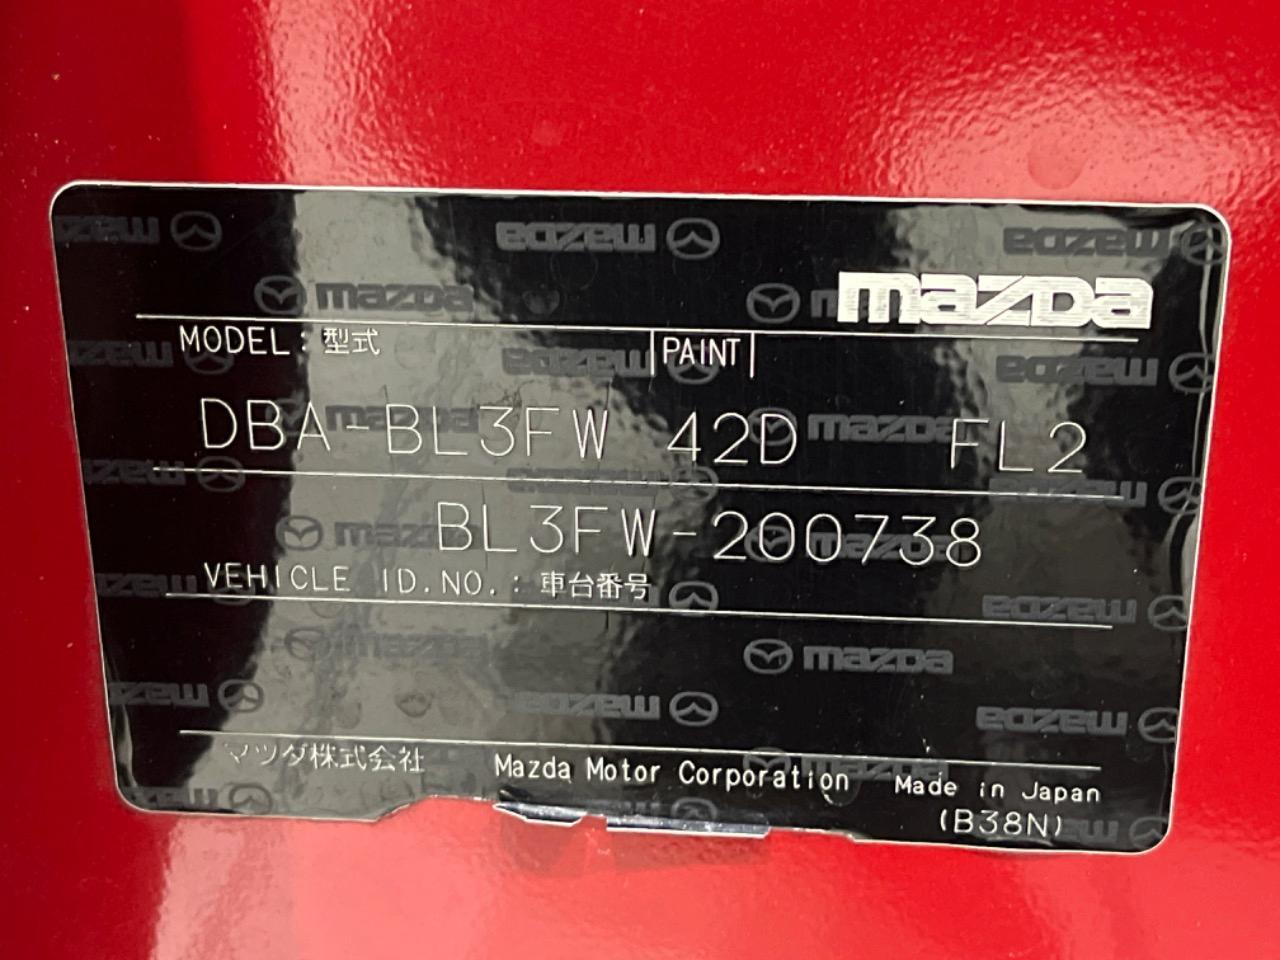 mazda
MODEL：型式 PAINT
DBA-BL3FW 42D FL2
BL3FW-200738
VEHICLE ID.NO.：車台番号
マツダ株式会社 Mazda Motor Corporation Made in Japan
(B38N)